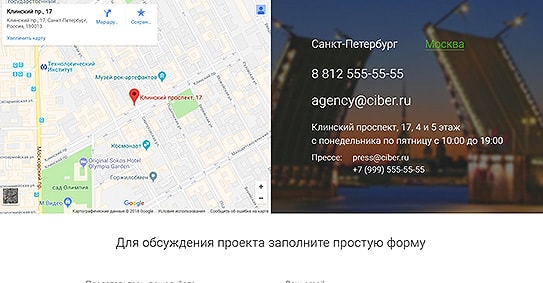 Клинский пр., 17
Клинский пр., 17, Санкт-Петербург,
Россия, 190013
Маршру..
Сохран..
Увеличить карту
Технологический
Институт
Музей рок-артефактов
Клинский проспект, 17
Космонавт
Original Sokos Hotel
Olympia Garden
Горжилобмен
сад Олимпия
М.Видео
Google
Картографические данные © 2018 Google
Условия использования
Сообщить об ошибке на карте
Санкт-Петербург Москва
8 812 555-55-55
agency@ciber.ru
Клинский проспект, 17, 4 и 5 этаж
с понедельника по пятницу с 10.00 до 19:00
Прессе: press@ciber.ru
+7 (999) 555-55-55
Для обсуждения проекта заполните простую форму